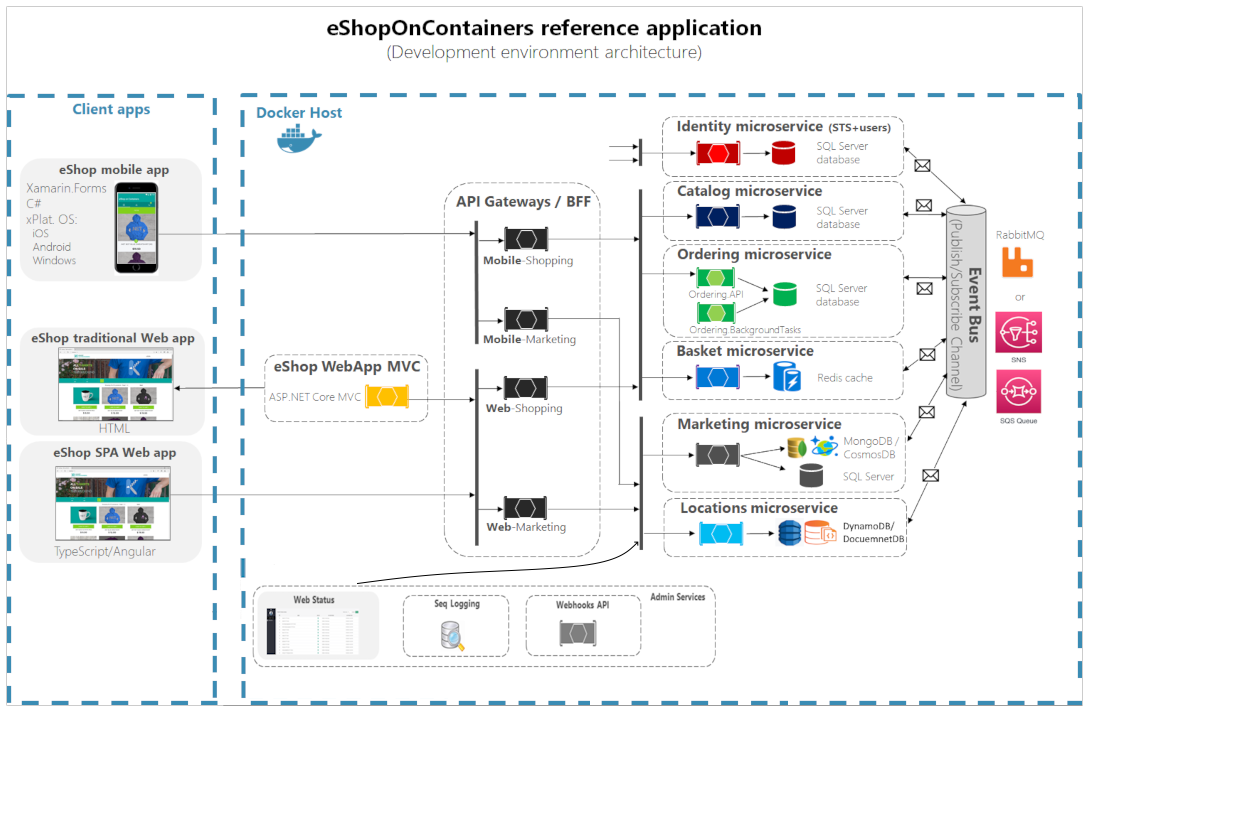 eShopOnContainers reference application
(Development environment architecture)
Client apps
eShop mobile app
Xamarin.Forms
C#
xPlat. OS:
iOS
Android
Windows
eShop traditional Web app
HTML
eShop SPA Web app
TypeScript/Angular
Docker Host
eShop WebApp MVC
ASP.NET Core MVC
API Gateways / BFF
Mobile-Shopping
Mobile-Marketing
Web-Shopping
Web-Marketing
Identity microservice (STS+users)
SQL Server
database
Catalog microservice
SQL Server
database
Ordering microservice
Ordering.API
Ordering.BackgroundTasks
SQL Server
database
Basket microservice
Redis cache
Marketing microservice
MongoDB /
CosmosDB
SQL Server
Locations microservice
DynamoDB/
DocuemnetDB
Event Bus
(Publish/Subscribe Channel)
RabbitMQ
or
SNS
SQS Queue
Web Status
Seq Logging
Webhooks API
Admin Services